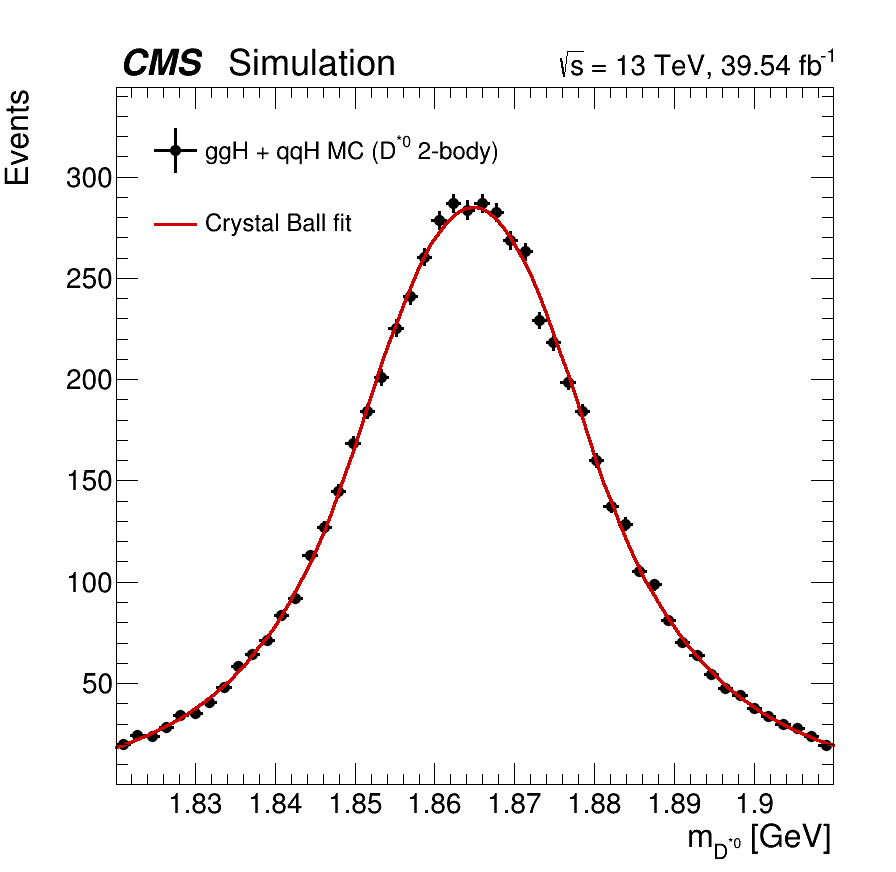 CMS Simulation √s = 13 TeV, 39.54 fb⁻¹
Events
ggH + qqH MC (D*⁰ 2-body)
Crystal Ball fit
300
250
200
150
100
50
1.83 1.84 1.85 1.86 1.87 1.88 1.89 1.9
m_D*⁰ [GeV]